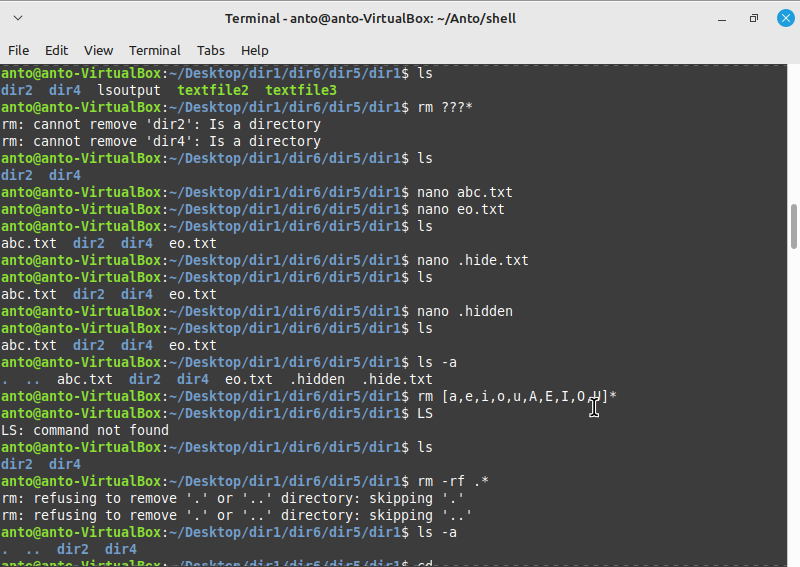 Terminal - anto@anto-VirtualBox: ~/Anto/shell
File Edit View Terminal Tabs Help
anto@anto-VirtualBox:~/Desktop/dir1/dir6/dir5/dir1$ ls
dir2 dir4 lsoutput textfile2 textfile3
anto@anto-VirtualBox:~/Desktop/dir1/dir6/dir5/dir1$ rm ???*
rm: cannot remove 'dir2': Is a directory
rm: cannot remove 'dir4': Is a directory
anto@anto-VirtualBox:~/Desktop/dir1/dir6/dir5/dir1$ ls
dir2 dir4
anto@anto-VirtualBox:~/Desktop/dir1/dir6/dir5/dir1$ nano abc.txt
anto@anto-VirtualBox:~/Desktop/dir1/dir6/dir5/dir1$ nano eo.txt
anto@anto-VirtualBox:~/Desktop/dir1/dir6/dir5/dir1$ ls
abc.txt dir2 dir4 eo.txt
anto@anto-VirtualBox:~/Desktop/dir1/dir6/dir5/dir1$ nano .hide.txt
anto@anto-VirtualBox:~/Desktop/dir1/dir6/dir5/dir1$ ls
abc.txt dir2 dir4 eo.txt
anto@anto-VirtualBox:~/Desktop/dir1/dir6/dir5/dir1$ nano .hidden
anto@anto-VirtualBox:~/Desktop/dir1/dir6/dir5/dir1$ ls
abc.txt dir2 dir4 eo.txt
anto@anto-VirtualBox:~/Desktop/dir1/dir6/dir5/dir1$ ls -a
. .. abc.txt dir2 dir4 eo.txt .hidden .hide.txt
anto@anto-VirtualBox:~/Desktop/dir1/dir6/dir5/dir1$ rm [a,e,i,o,u,A,E,I,O,U]*
anto@anto-VirtualBox:~/Desktop/dir1/dir6/dir5/dir1$ LS
LS: command not found
anto@anto-VirtualBox:~/Desktop/dir1/dir6/dir5/dir1$ ls
dir2 dir4
anto@anto-VirtualBox:~/Desktop/dir1/dir6/dir5/dir1$ rm -rf .*
rm: refusing to remove '.' or '..' directory: skipping '.'
rm: refusing to remove '.' or '..' directory: skipping '..'
anto@anto-VirtualBox:~/Desktop/dir1/dir6/dir5/dir1$ ls -a
. .. dir2 dir4
anto@anto-VirtualBox:~/Desktop/dir1/dir6/dir5/dir1$ cd